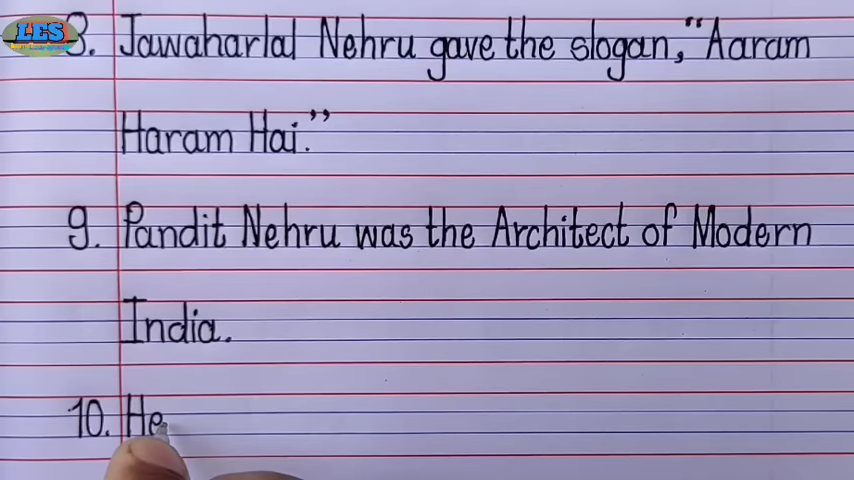 LES
8. Jawaharlal Nehru gave the slogan, "Aaram
Haram Hai."
9. Pandit Nehru was the Architect of Modern
India.
10. He